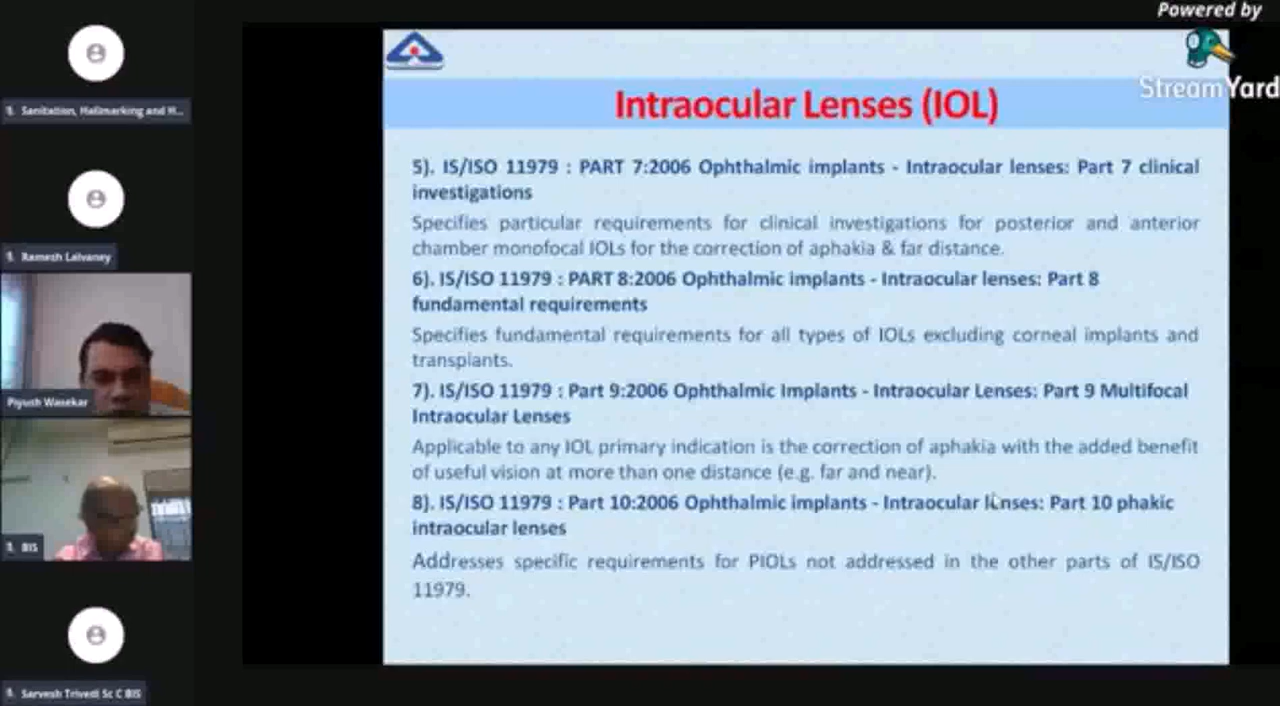 Powered by
StreamYard
Sanitation, Hallmarking and H...
Ramesh Lalvaney
Piyush Wasekar
BIS
Sarvesh Trivedi Sc C BIS
Intraocular Lenses (IOL)
5). IS/ISO 11979 : PART 7:2006 Ophthalmic implants - Intraocular lenses: Part 7 clinical
investigations
Specifies particular requirements for clinical investigations for posterior and anterior
chamber monofocal IOLs for the correction of aphakia & far distance.
6). IS/ISO 11979 : PART 8:2006 Ophthalmic implants - Intraocular lenses: Part 8
fundamental requirements
Specifies fundamental requirements for all types of IOLs excluding corneal implants and
transplants.
7). IS/ISO 11979 : Part 9:2006 Ophthalmic Implants - Intraocular Lenses: Part 9 Multifocal
Intraocular Lenses
Applicable to any IOL primary indication is the correction of aphakia with the added benefit
of useful vision at more than one distance (e.g. far and near).
8). IS/ISO 11979 : Part 10:2006 Ophthalmic implants - Intraocular lenses: Part 10 phakic
intraocular lenses
Addresses specific requirements for PIOLs not addressed in the other parts of IS/ISO
11979.